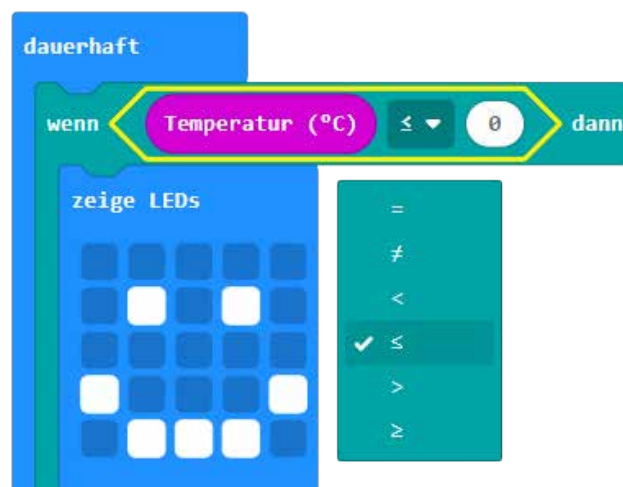 dauerhaft
wenn Temperatur (°C) ≤ 0 dann
zeige LEDs
=
≠
<
≤
>
≥